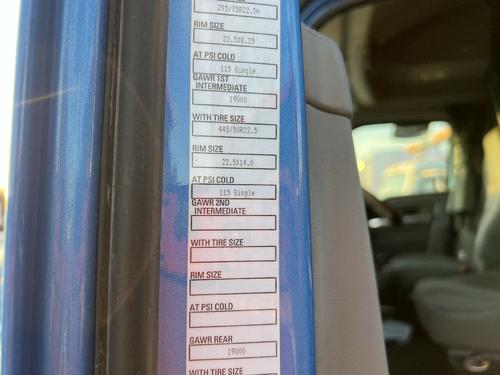 295/75R22.5H
RIM SIZE
22.5X8.25
AT PSI COLD
115 Single
GAWR 1ST
INTERMEDIATE
19000
WITH TIRE SIZE
445/50R22.5
RIM SIZE
22.5X14.0
AT PSI COLD
115 Single
GAWR 2ND
INTERMEDIATE
WITH TIRE SIZE
RIM SIZE
AT PSI COLD
GAWR REAR
19000
WITH TIRE SIZE